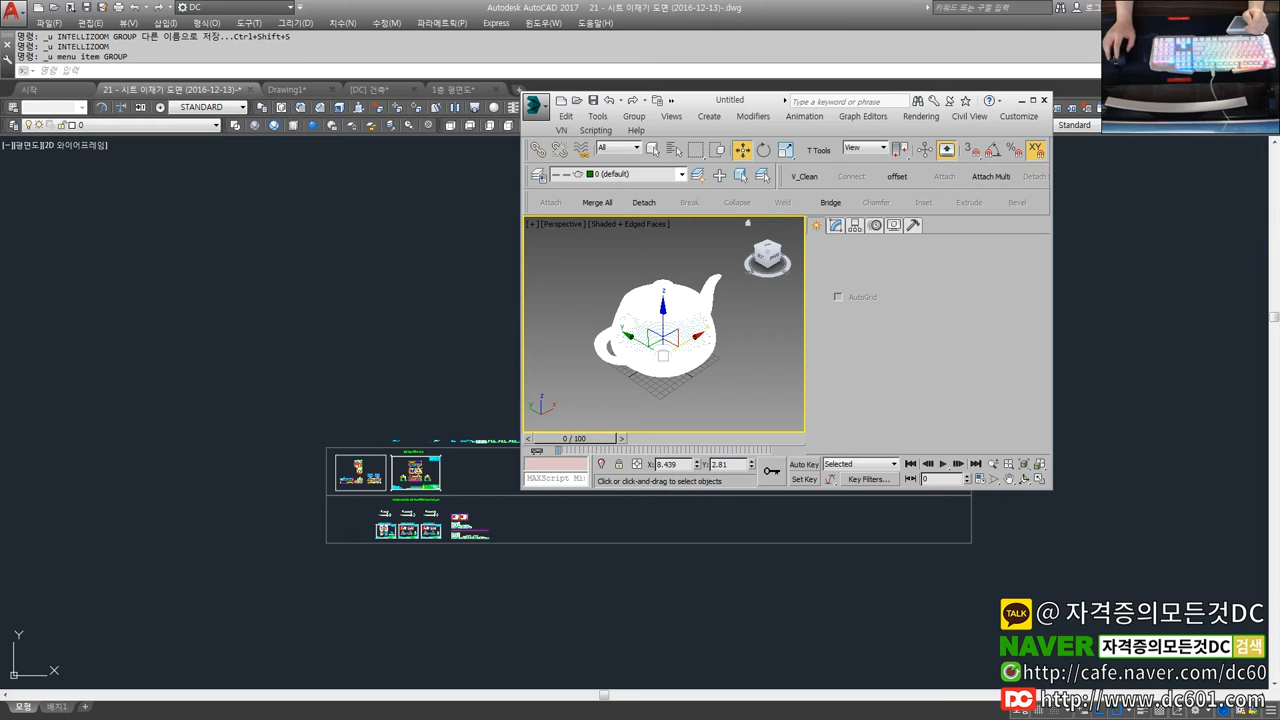 DC
Autodesk AutoCAD 2017
21 - 시트 이재기 도면 (2016-12-13)-.dwg
키워드 또는 구문 입력
파일(F)
편집(E)
뷰(V)
삽입(I)
형식(O)
도구(T)
그리기(D)
치수(N)
수정(M)
파라메트릭(P)
Express
윈도우(W)
도움말(H)
명령: _u INTELLIZOOM GROUP 다른 이름으로 저장...Ctrl+Shift+S
명령: _u INTELLIZOOM
명령: _u menu item GROUP
명령 입력
시작
21 - 시트 이재기 도면 (2016-12-13)-*
Drawing1*
[DC] 건축*
1층 평면도*
STANDARD
0
Standard
[−]평면도][2D 와이어프레임]
Untitled
Type a keyword or phrase
Edit
Tools
Group
Views
Create
Modifiers
Animation
Graph Editors
Rendering
Civil View
Customize
VN
Scripting
Help
All
T Tools
View
3
XY
0 (default)
V_Clean
Connect
offset
Attach
Attach Multi
Detach
Attach
Merge All
Detach
Break
Collapse
Weld
Bridge
Chamfer
Inset
Extrude
Bevel
[+] [Perspective] [Shaded + Edged Faces]
AutoGrid
z
y
z
y
x
0 / 100
X: 8.439
Y: 2.81
Auto Key
Selected
MAXScript Mi
Click or click-and-drag to select objects
Set Key
Key Filters...
0
Y
X
TALK @ 자격증의모든것DC
NAVER 자격증의모든것DC 검색
http://cafe.naver.com/dc60
DC http://www.dc601.com
모형
배치1